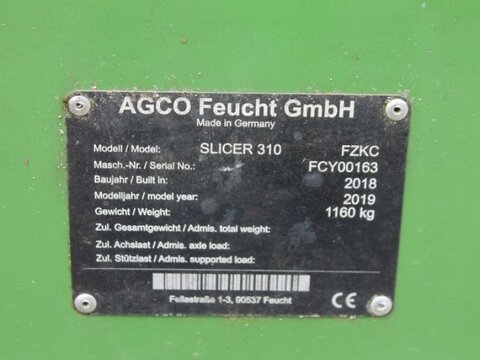 AGCO Feucht GmbH
Made in Germany
Modell / Model: SLICER 310 FZKC
Masch.-Nr. / Serial No.: FCY00163
Baujahr / Built in: 2018
Modelljahr / model year: 2019
Gewicht / Weight: 1160 kg
Zul. Gesamtgewicht / Admis. total weight:
Zul. Achslast / Admis. axle load:
Zul. Stützlast / Admis. supported load:
Fellastraße 1-3, 90537 Feucht CE